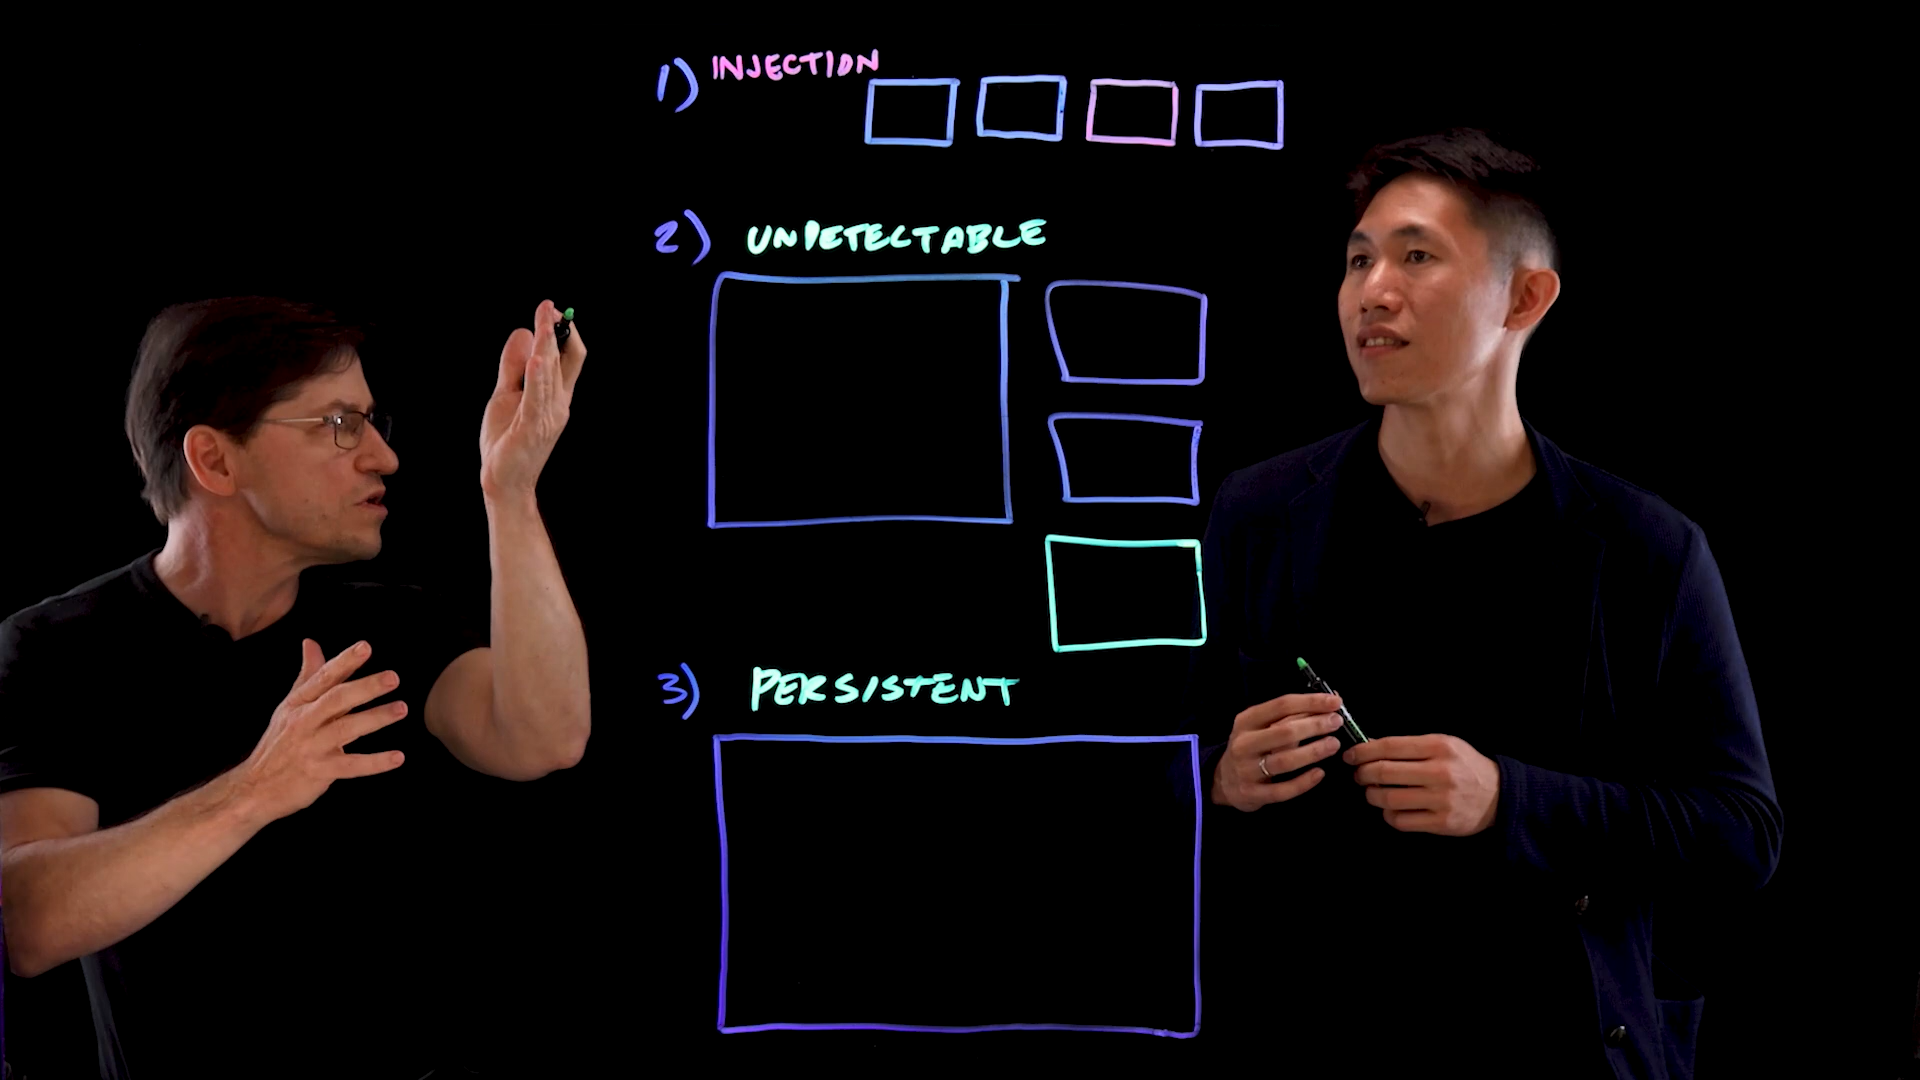 1) INJECTION
2) UNDETECTABLE
3) PERSISTENT